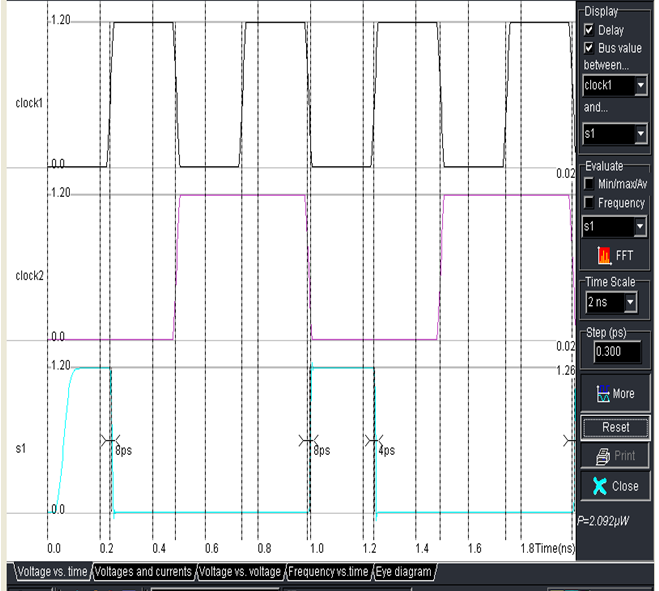 1.20
clock1
0.0
0.02
1.20
clock2
0.0
0.02
1.20
1.26
s1
8ps
8ps
4ps
0.0
0.0 0.2 0.4 0.6 0.8 1.0 1.2 1.4 1.6 1.8Time(ns)
Voltage vs. time Voltages and currents Voltage vs. voltage Frequency vs.time Eye diagram
Display
Delay
Bus value
between...
clock1
and...
s1
Evaluate
Min/max/Av
Frequency
s1
FFT
Time Scale
2 ns
Step (ps)
0.300
More
Reset
Print
Close
P=2.092µW